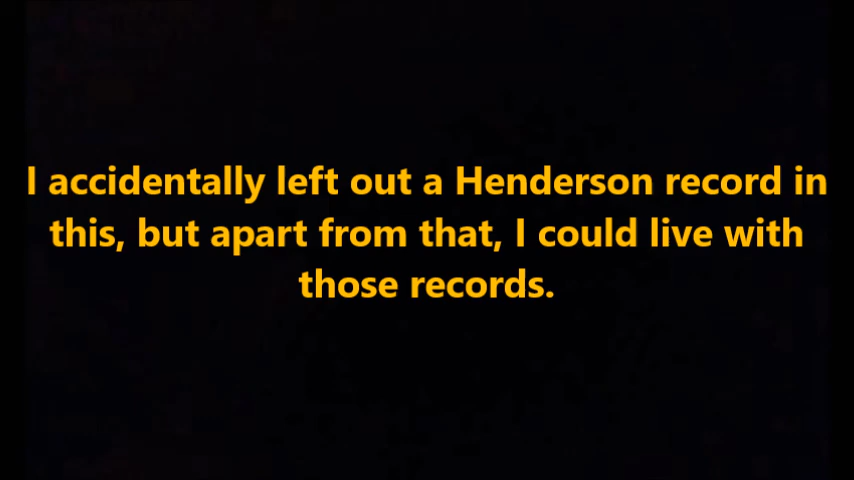 I accidentally left out a Henderson record in
this, but apart from that, I could live with
those records.